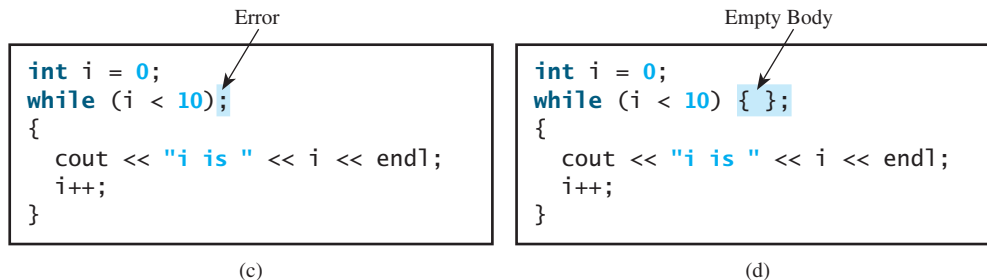 Error
int i = 0;
while (i < 10);
{
  cout << "i is " << i << endl;
  i++;
}
(c)
Empty Body
int i = 0;
while (i < 10) { };
{
  cout << "i is " << i << endl;
  i++;
}
(d)